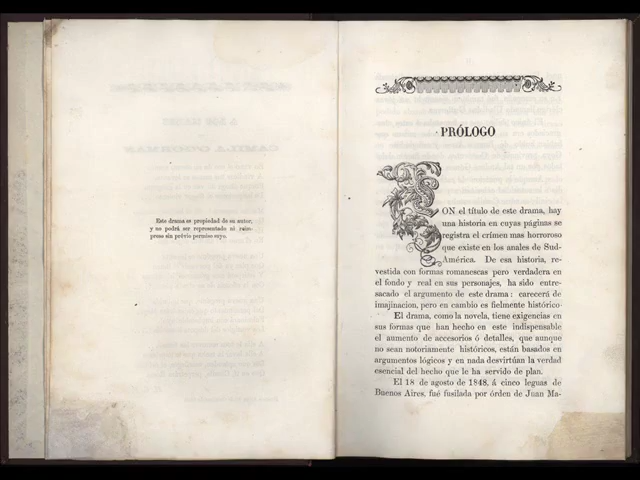 Este drama es propiedad de su autor,
y no podrá ser representado ni reim-
preso sin prévio permiso suyo.
PRÓLOGO
CON el título de este drama, hay
una historia en cuyas páginas se
registra el crímen mas horroroso
que existe en los anales de Sud-
América. De esa historia, re-
vestida con formas romanescas pero verdadera en
el fondo y real en sus personajes, ha sido entre-
sacado el argumento de este drama: carecerá de
imajinacion, pero en cambio es fielmente histórico-
El drama, como la novela, tiene exigencias en
sus formas que han hecho en este indispensable
el aumento de accesorios ó detalles, que aunque
no sean notoriamente históricos, están basados en
argumentos lógicos y en nada desvirtúan la verdad
esencial del hecho que le ha servido de plan.
El 18 de agosto de 1848, á cinco leguas de
Buenos Aires, fué fusilada por órden de Juan Ma-